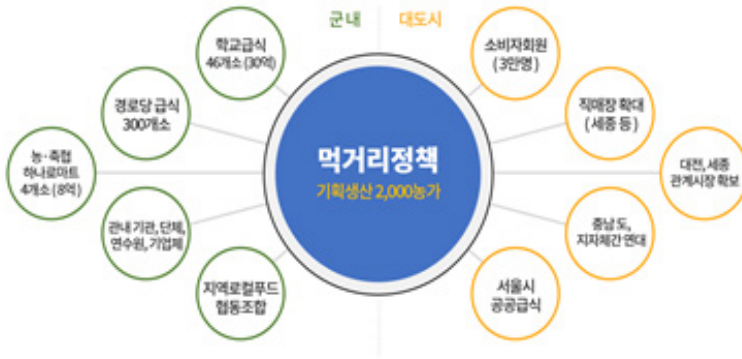 군내
대도시
학교급식
46개소 (30억)
경로당 급식
300개소
농·축협
하나로마트
4개소 (8억)
관내 기관, 단체,
연수원, 기업체
지역로컬푸드
협동조합
먹거리정책
기획생산 2,000농가
소비자회원
(3만명)
직매장 확대
(세종 등)
대전, 세종
관계시장 확보
충남 도,
지자체간 연대
서울시
공공급식